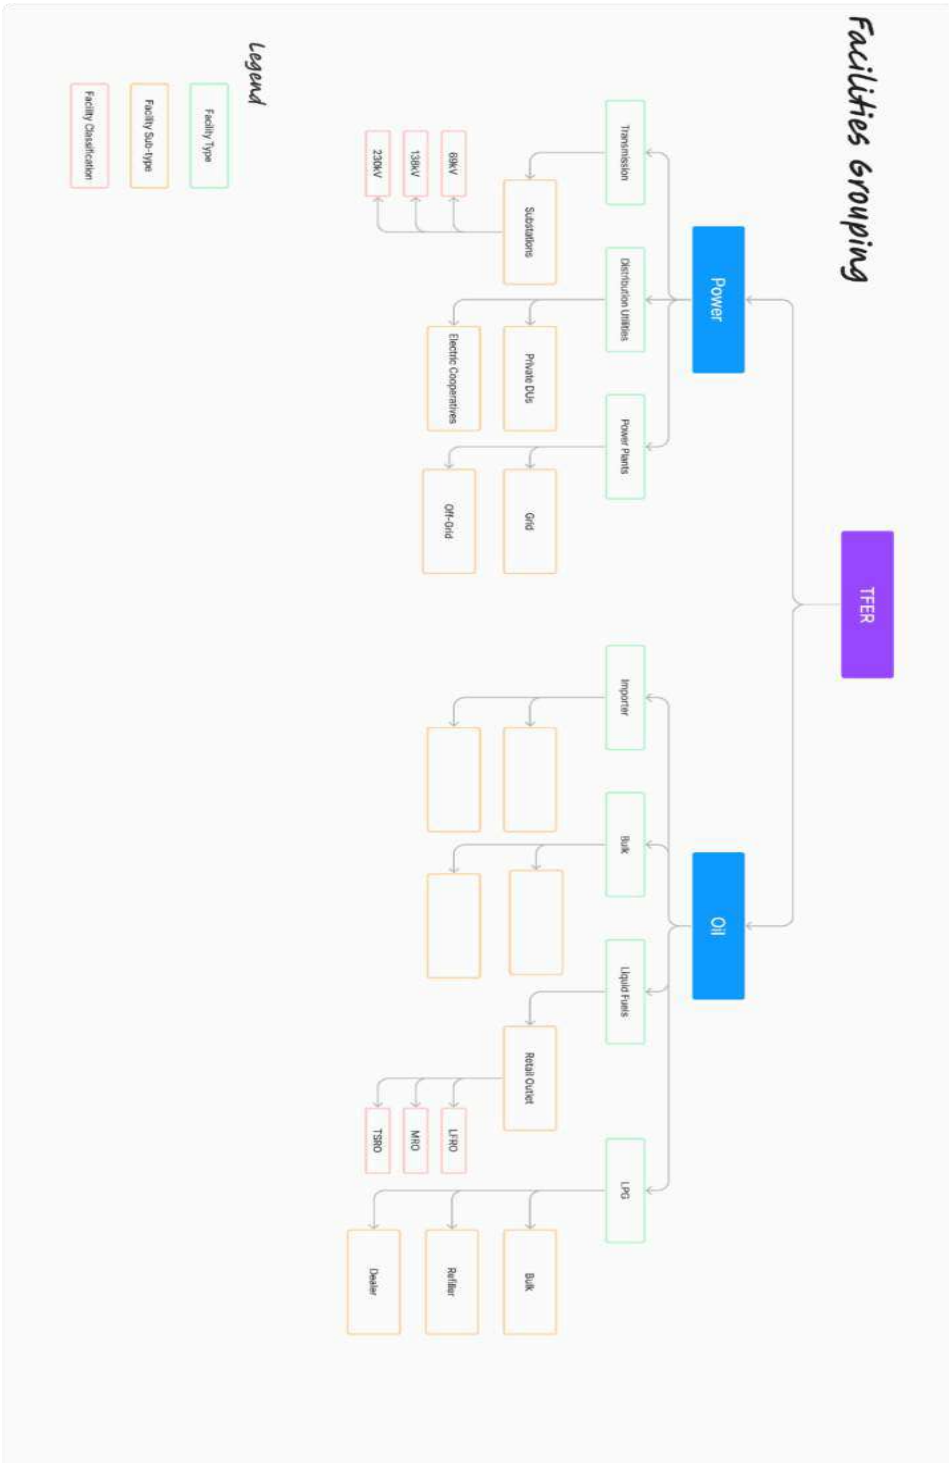 Facilities Grouping
TFER
Power
Oil
Transmission
Distribution Utilities
Power Plants
Importer
Bulk
Liquid Fuels
LPG
Substations
69kV
138kV
230kV
Private DUs
Electric Cooperatives
Grid
Off-Grid
Retail Outlet
LFRO
MRO
TSRO
Bulk
Refiller
Dealer
Legend
Facility Type
Facility Sub-type
Facility Classification